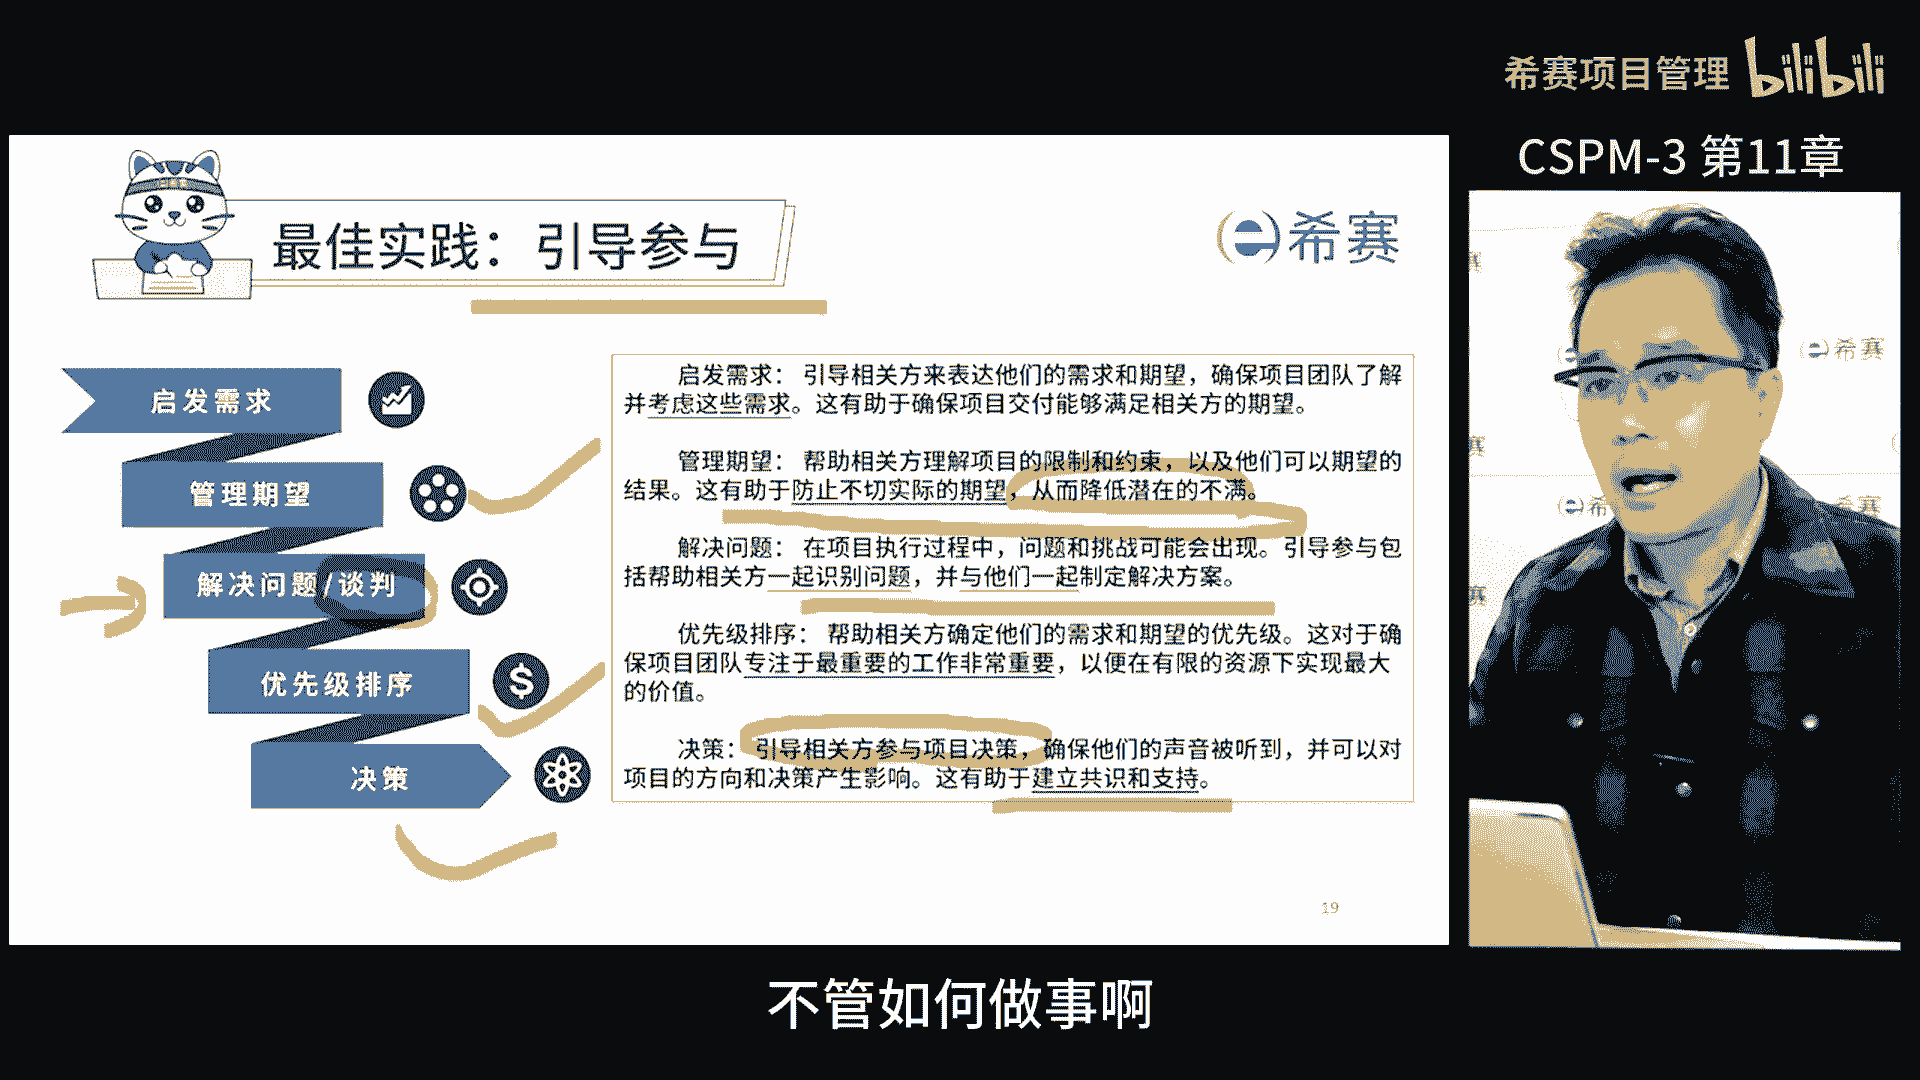 希赛项目管理 bilibili
CSPM-3 第11章
最佳实践：引导参与
希赛
启发需求
管理期望
解决问题/谈判
优先级排序
决策
启发需求： 引导相关方来表达他们的需求和期望，确保项目团队了解
并考虑这些需求。这有助于确保项目交付能够满足相关方的期望。
管理期望： 帮助相关方理解项目的限制和约束，以及他们可以期望的
结果。这有助于防止不切实际的期望，从而降低潜在的不满。
解决问题： 在项目执行过程中，问题和挑战可能会出现。引导参与包
括帮助相关方一起识别问题，并与他们一起制定解决方案。
优先级排序： 帮助相关方确定他们的需求和期望的优先级。这对于确
保项目团队专注于最重要的工作非常重要，以便在有限的资源下实现最大
的价值。
决策： 引导相关方参与项目决策，确保他们的声音被听到，并可以对
项目的方向和决策产生影响。这有助于建立共识和支持。
19
希赛
希
赛
赛
赛
赛
不管如何做事啊